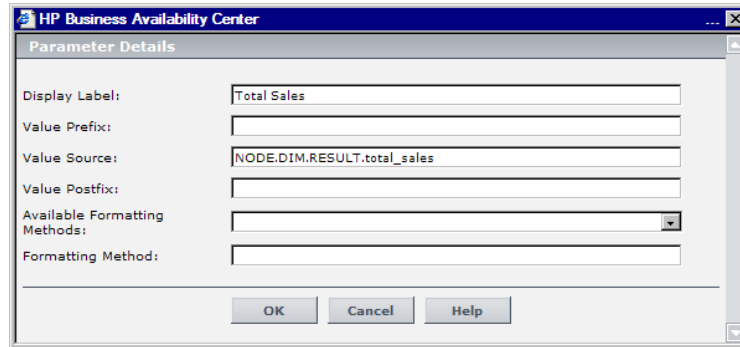 HP Business Availability Center ...
Parameter Details
Display Label: Total Sales
Value Prefix:
Value Source: NODE.DIM.RESULT.total_sales
Value Postfix:
Available Formatting
Methods:
Formatting Method:
OK Cancel Help